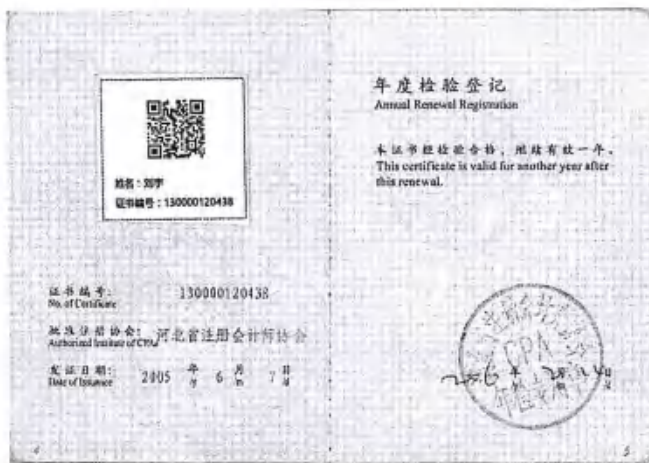 姓名：刘宇
证书编号：130000120438
证书编号：
No. of Certificate
130000120438
批准注册协会：
Authorized Institute of CPAs
河北省注册会计师协会
发证日期：
Date of Issuance
2005 年 6 月 7 日
y m d
4
年度检验登记
Annual Renewal Registration
本证书经检验合格，继续有效一年。
This certificate is valid for another year after
this renewal.
CPA
5